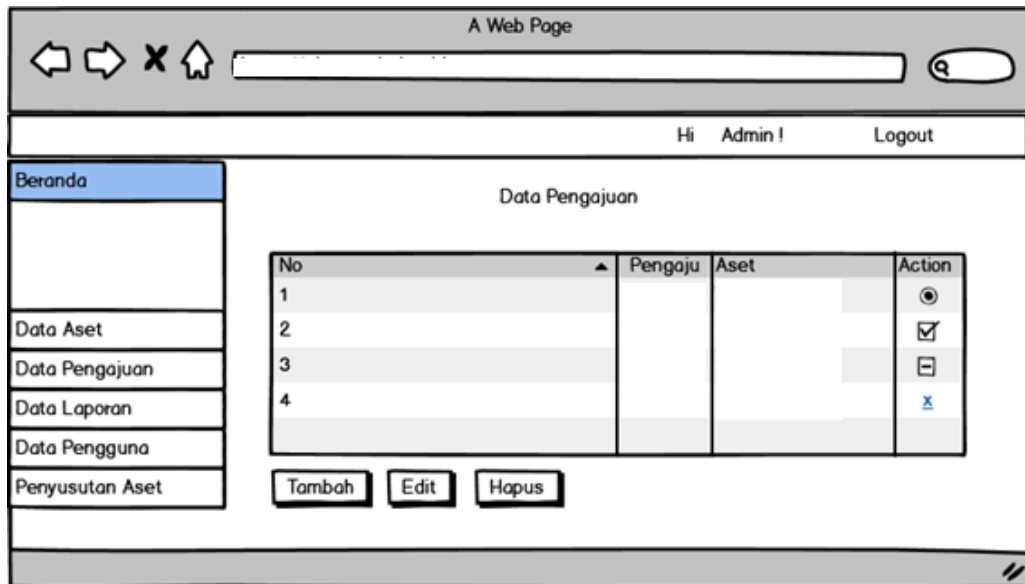 A Web Page
Hi Admin ! Logout
Beranda
Data Pengajuan
No Pengaju Aset Action
1
2
3
4
x
Data Aset
Data Pengajuan
Data Laporan
Data Pengguna
Penyusutan Aset
Tambah Edit Hapus